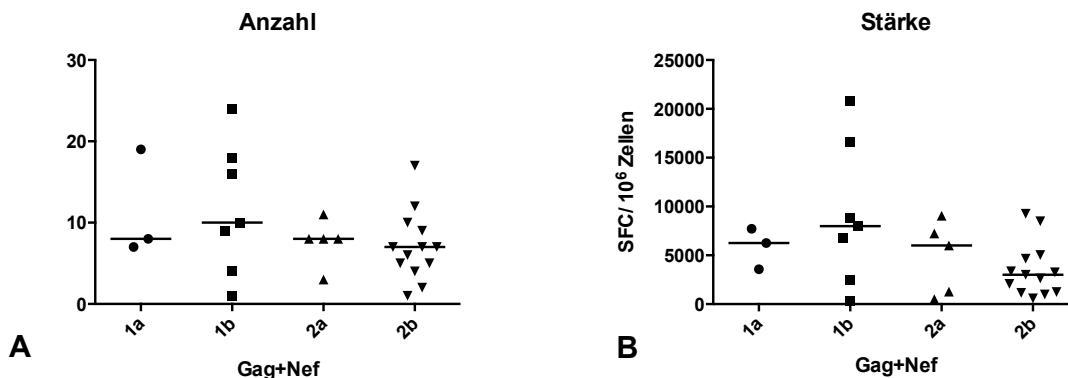 Anzahl
30
20
10
0
1a
1b
2a
2b
Gag+Nef
A
Stärke
SFC/ 10⁶ Zellen
25000
20000
15000
10000
5000
0
1a
1b
2a
2b
Gag+Nef
B